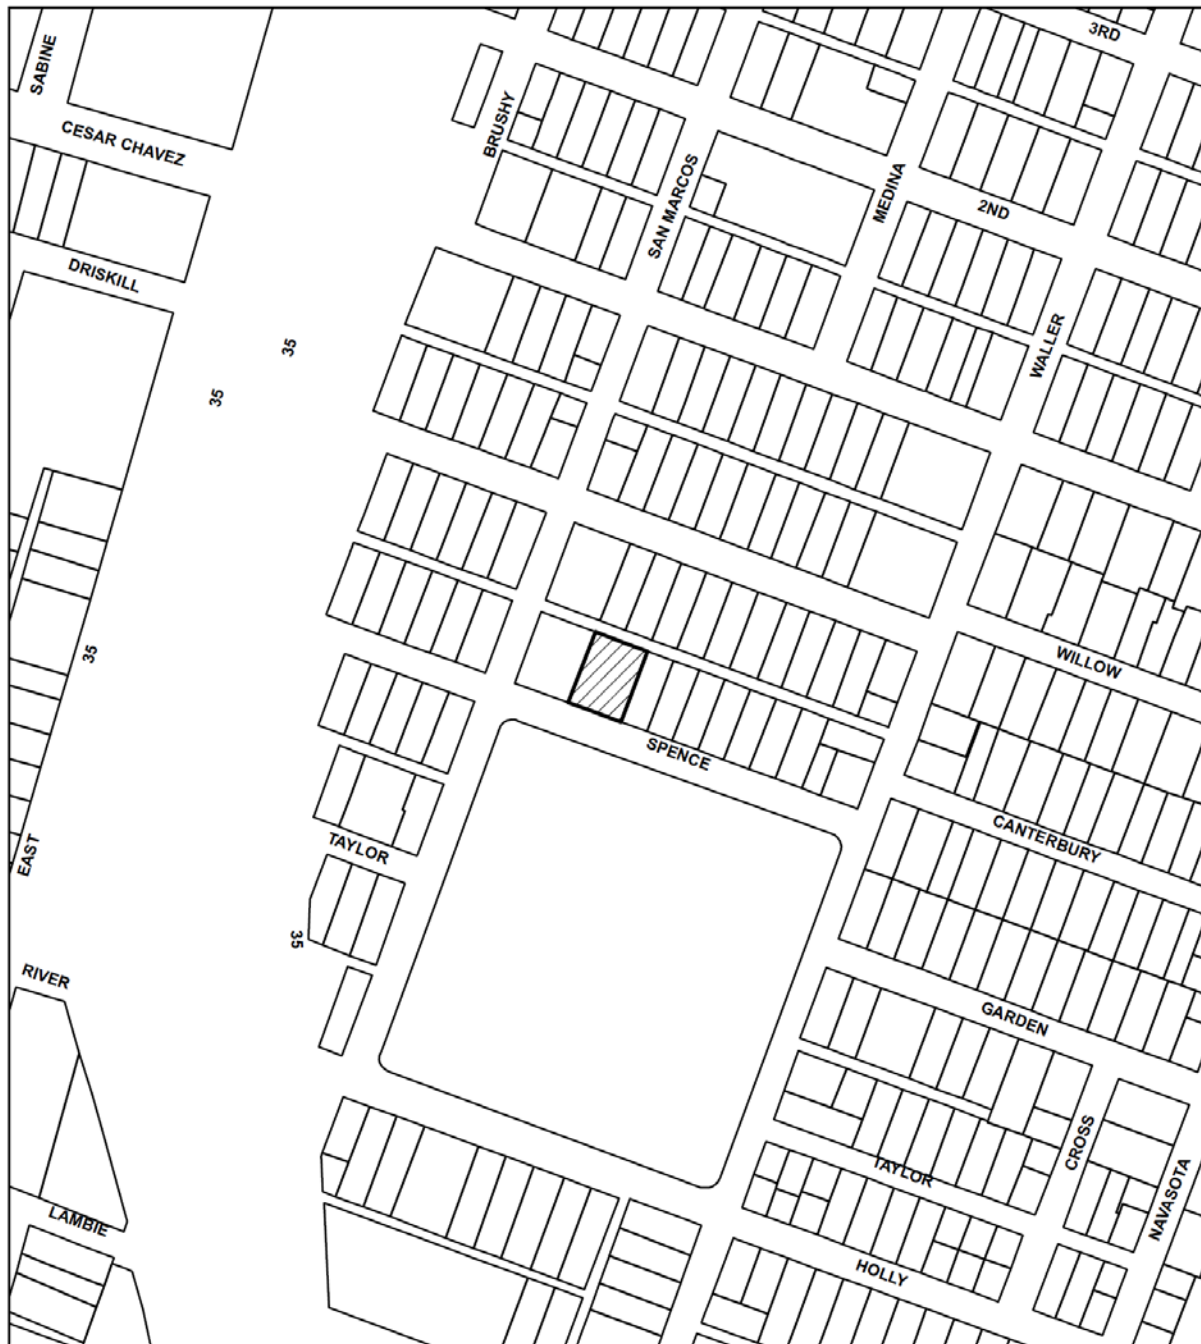 3RD
SABINE
CESAR CHAVEZ
BRUSHY
SAN MARCOS
MEDINA
2ND
DRISKILL
35
35
WALLER
35
WILLOW
SPENCE
CANTERBURY
TAYLOR
EAST
35
RIVER
GARDEN
CROSS
TAYLOR
NAVASOTA
LAMBIE
HOLLY